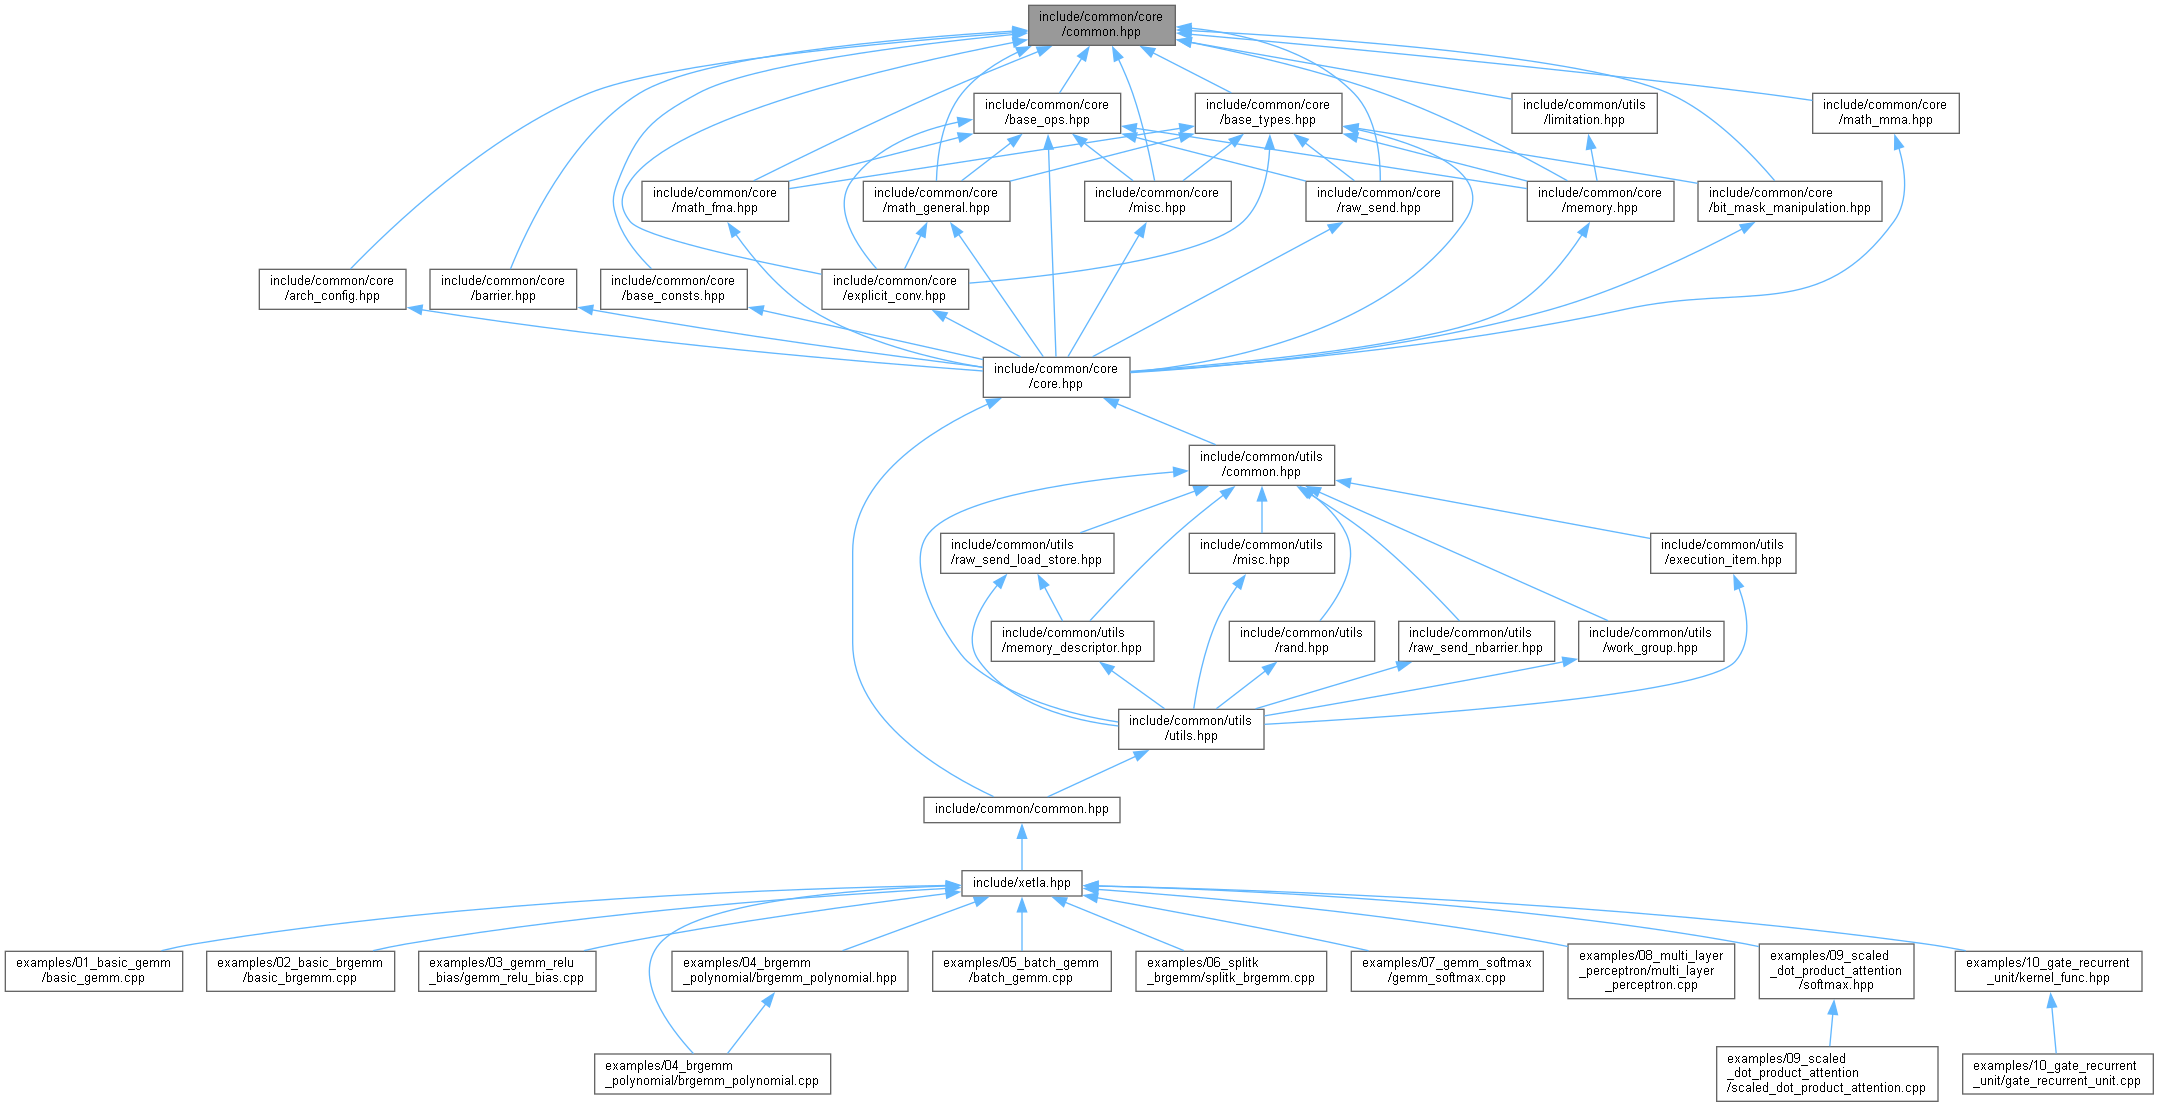 include/common/core
/common.hpp
include/common/core
/base_ops.hpp
include/common/core
/base_types.hpp
include/common/utils
/limitation.hpp
include/common/core
/math_mma.hpp
include/common/core
/math_fma.hpp
include/common/core
/math_general.hpp
include/common/core
/misc.hpp
include/common/core
/raw_send.hpp
include/common/core
/memory.hpp
include/common/core
/bit_mask_manipulation.hpp
include/common/core
/arch_config.hpp
include/common/core
/barrier.hpp
include/common/core
/base_consts.hpp
include/common/core
/explicit_conv.hpp
include/common/core
/core.hpp
include/common/utils
/common.hpp
include/common/utils
/raw_send_load_store.hpp
include/common/utils
/misc.hpp
include/common/utils
/execution_item.hpp
include/common/utils
/memory_descriptor.hpp
include/common/utils
/rand.hpp
include/common/utils
/raw_send_nbarrier.hpp
include/common/utils
/work_group.hpp
include/common/utils
/utils.hpp
include/common/common.hpp
include/xetla.hpp
examples/01_basic_gemm
/basic_gemm.cpp
examples/02_basic_brgemm
/basic_brgemm.cpp
examples/03_gemm_relu
_bias/gemm_relu_bias.cpp
examples/04_brgemm
_polynomial/brgemm_polynomial.hpp
examples/05_batch_gemm
/batch_gemm.cpp
examples/06_splitk
_brgemm/splitk_brgemm.cpp
examples/07_gemm_softmax
/gemm_softmax.cpp
examples/08_multi_layer
_perceptron/multi_layer
_perceptron.cpp
examples/09_scaled
_dot_product_attention
/softmax.hpp
examples/10_gate_recurrent
_unit/kernel_func.hpp
examples/04_brgemm
_polynomial/brgemm_polynomial.cpp
examples/09_scaled
_dot_product_attention
/scaled_dot_product_attention.cpp
examples/10_gate_recurrent
_unit/gate_recurrent_unit.cpp